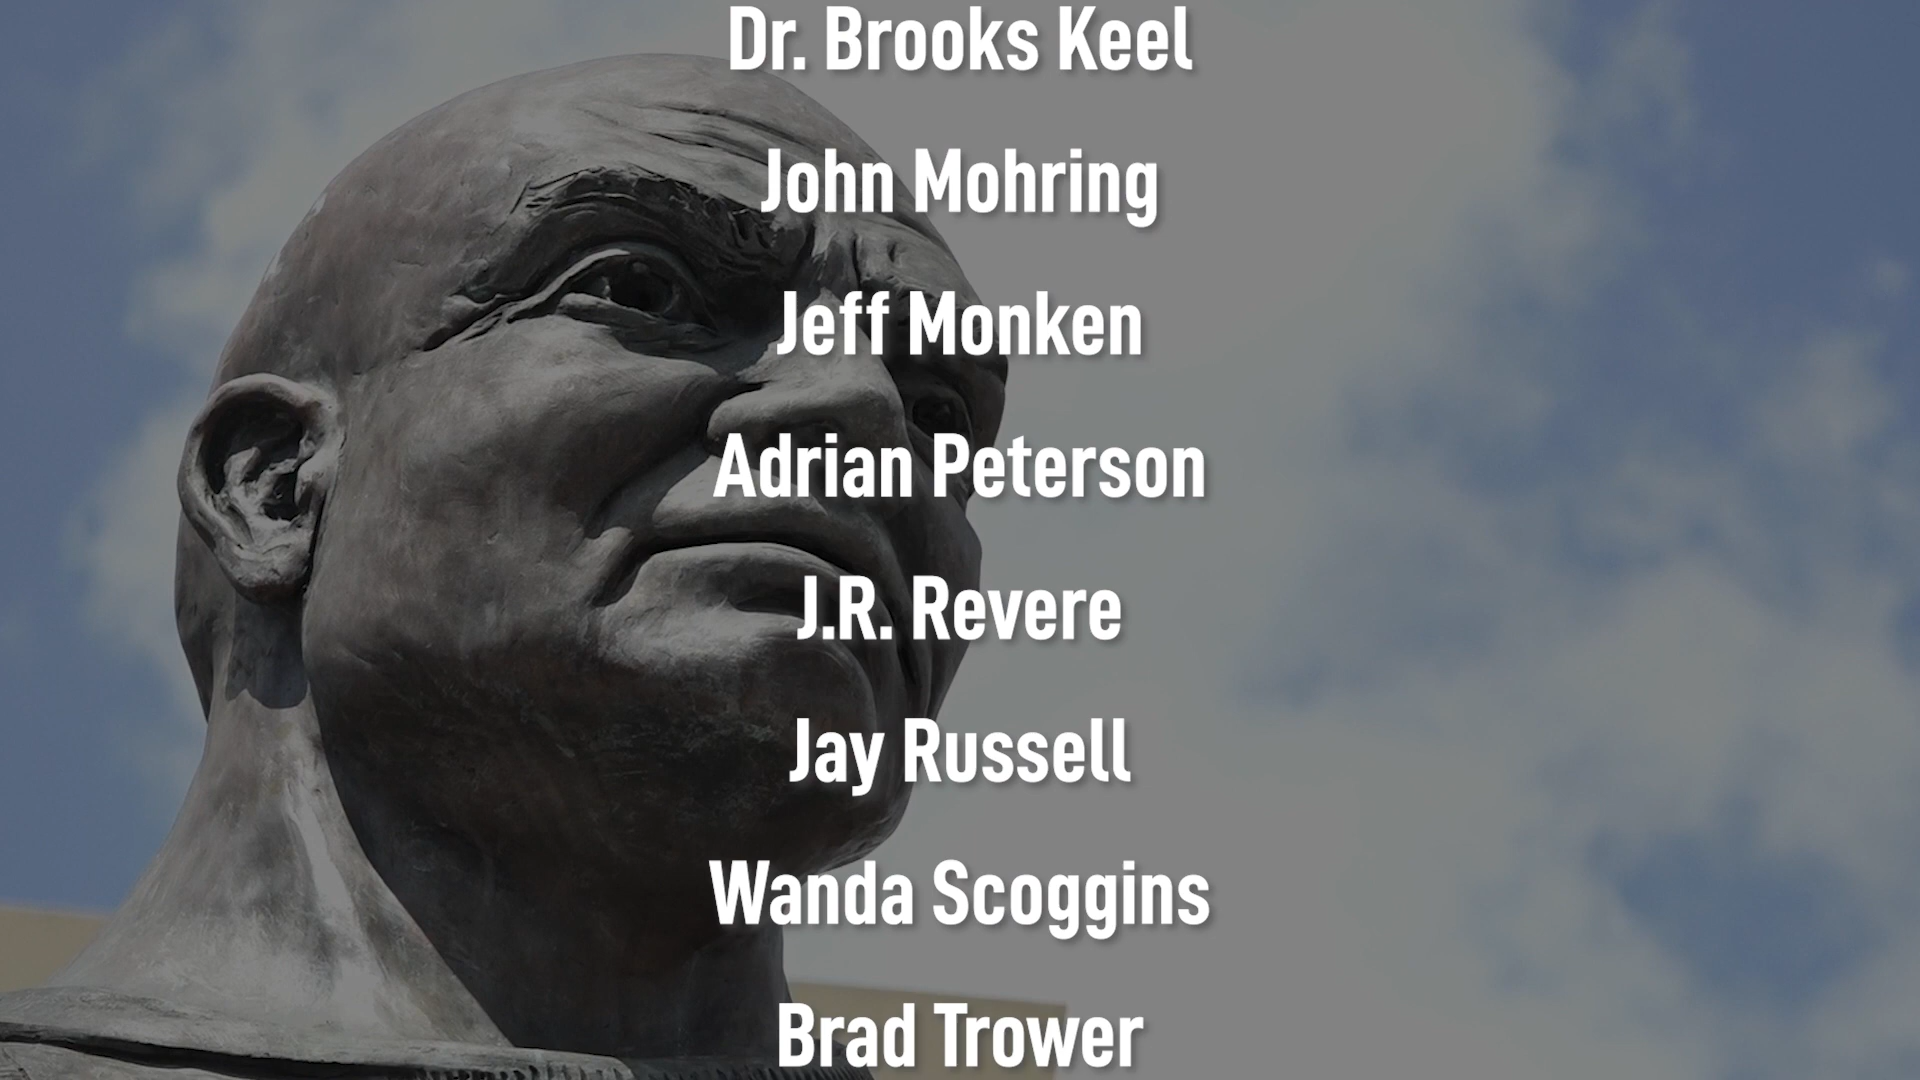 Dr. Brooks Keel
John Mohring
Jeff Monken
Adrian Peterson
J.R. Revere
Jay Russell
Wanda Scoggins
Brad Trower